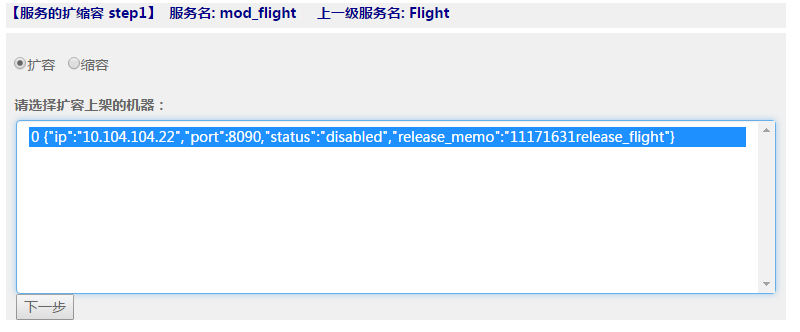 【服务的扩缩容 step1】 服务名: mod_flight 上一级服务名: Flight
扩容 缩容
请选择扩容上架的机器：
0 {"ip":"10.104.104.22","port":8090,"status":"disabled","release_memo":"11171631release_flight"}
下一步